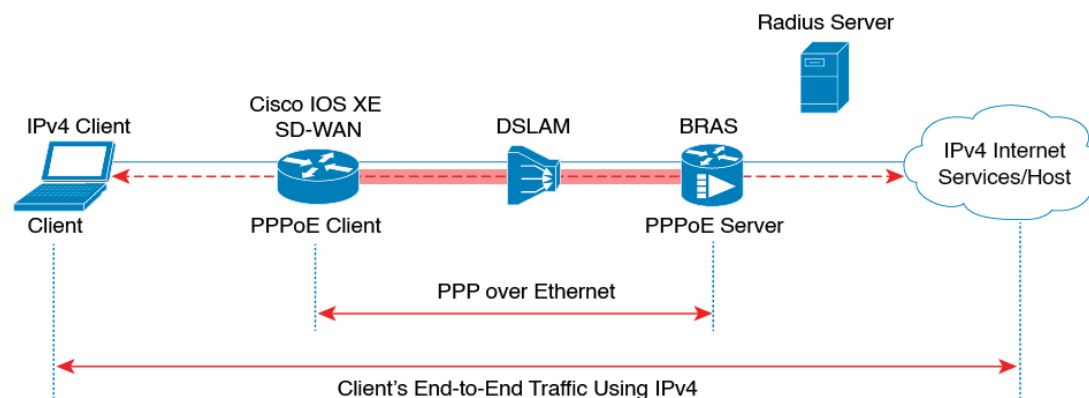 Radius Server
Cisco IOS XE
SD-WAN
IPv4 Client
DSLAM
BRAS
IPv4 Internet
Services/Host
Client
PPPoE Client
PPPoE Server
PPP over Ethernet
Client's End-to-End Traffic Using IPv4